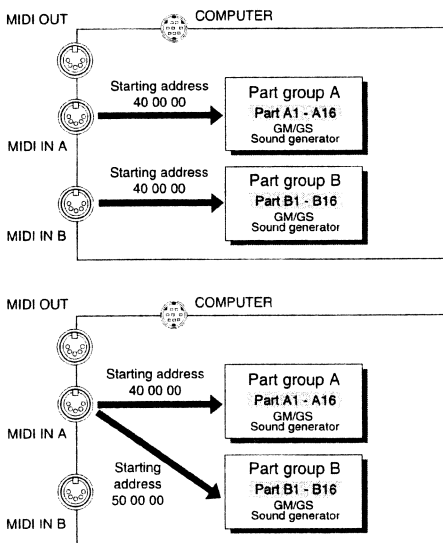 MIDI OUT
COMPUTER
Starting address
40 00 00
Part group A
Part A1 - A16
GM/GS
Sound generator
MIDI IN A
Starting address
40 00 00
Part group B
Part B1 - B16
GM/GS
Sound generator
MIDI IN B
MIDI OUT
COMPUTER
Starting address
40 00 00
Part group A
Part A1 - A16
GM/GS
Sound generator
MIDI IN A
Starting
address
50 00 00
Part group B
Part B1 - B16
GM/GS
Sound generator
MIDI IN B